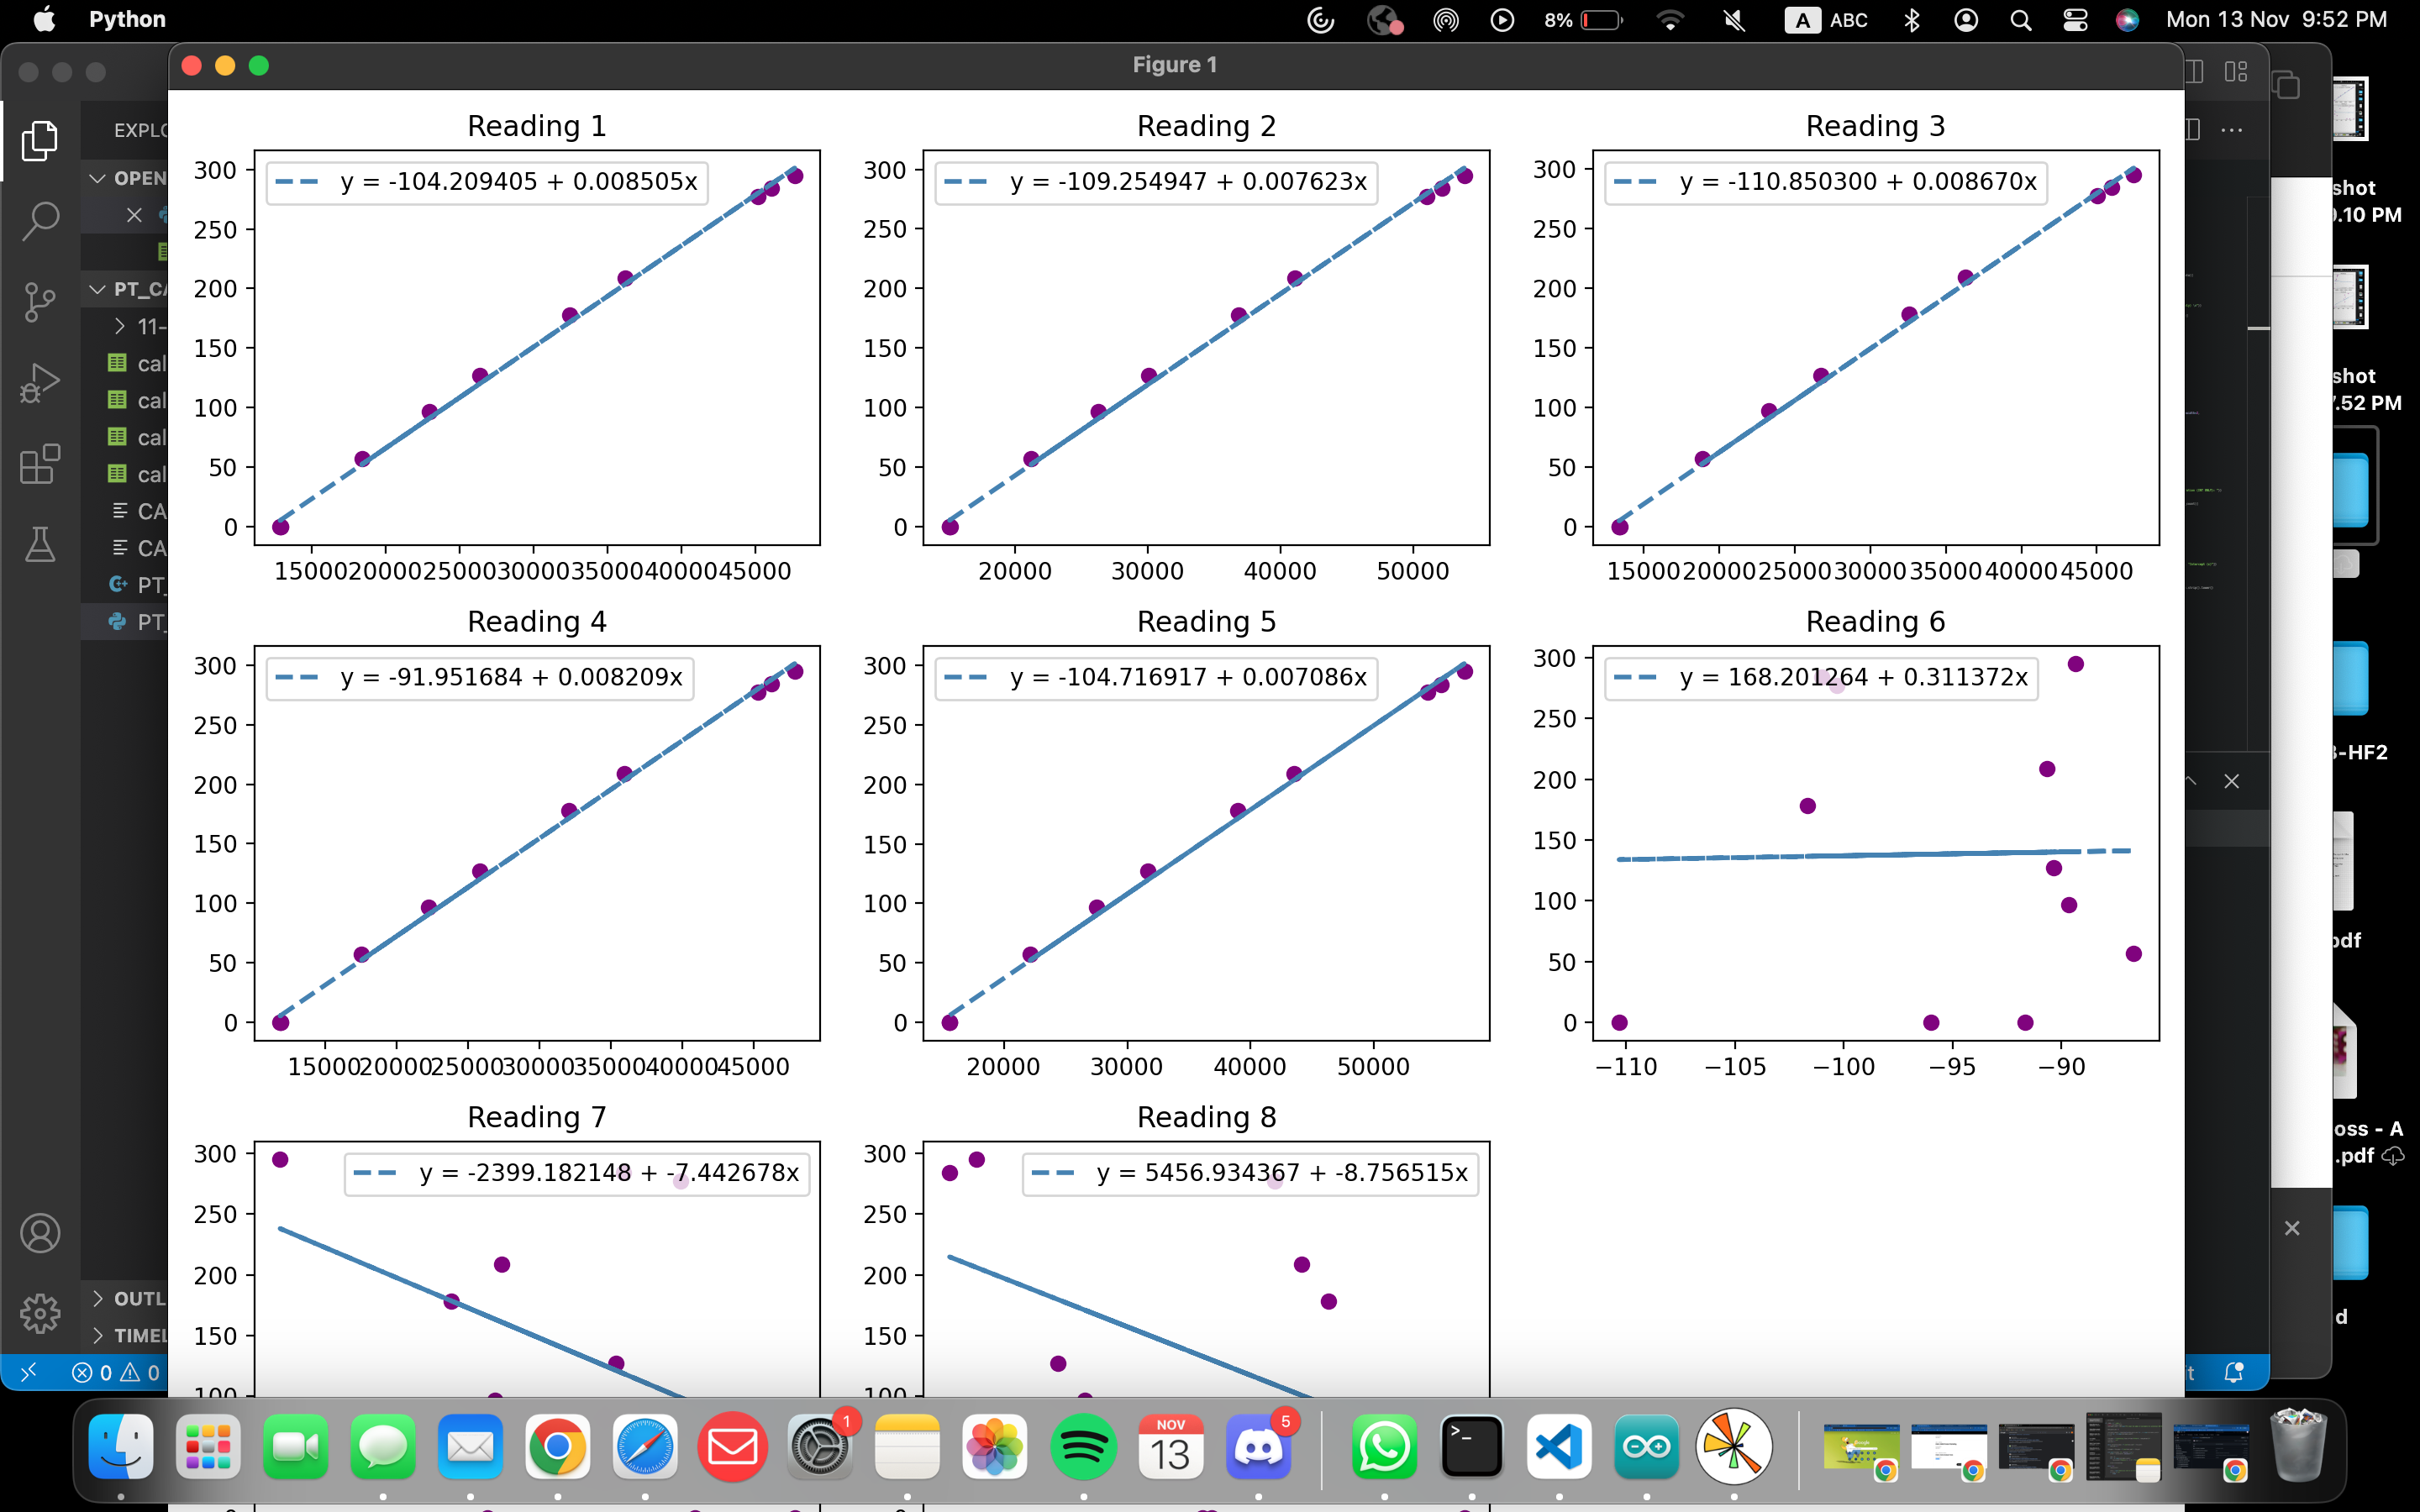 Python
8%
A ABC
Mon 13 Nov 9:52 PM
Figure 1
EXPLO
OPEN
PT_CA
11-
cal
cal
cal
cal
CA
CA
PT_
PT_
OUTL
TIMEL
0 0
Reading 1
y = -104.209405 + 0.008505x
300
250
200
150
100
50
0
15000 20000 25000 30000 35000 40000 45000
Reading 2
y = -109.254947 + 0.007623x
300
250
200
150
100
50
0
20000 30000 40000 50000
Reading 3
y = -110.850300 + 0.008670x
300
250
200
150
100
50
0
15000 20000 25000 30000 35000 40000 45000
Reading 4
y = -91.951684 + 0.008209x
300
250
200
150
100
50
0
15000 20000 25000 30000 35000 40000 45000
Reading 5
y = -104.716917 + 0.007086x
300
250
200
150
100
50
0
20000 30000 40000 50000
Reading 6
y = 168.201264 + 0.311372x
300
250
200
150
100
50
0
−110 −105 −100 −95 −90
Reading 7
y = -2399.182148 + -7.442678x
300
250
200
150
100
Reading 8
y = 5456.934367 + -8.756515x
300
250
200
150
100
shot
.10 PM
shot
.52 PM
-HF2
pdf
oss - A
.pdf
d
it
1
NOV
13
5